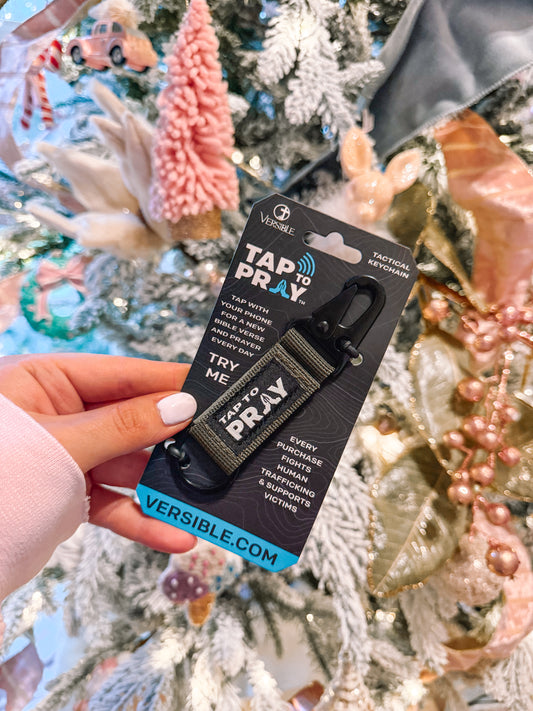 VERSIBLE
TAP TO
PRAY™
TACTICAL
KEYCHAIN
TAP WITH
YOUR PHONE
FOR A NEW
BIBLE VERSE
AND PRAYER
EVERY DAY
TRY
ME
TAP TO
PRAY
EVERY
PURCHASE
FIGHTS
HUMAN
TRAFFICKING
& SUPPORTS
VICTIMS
VERSIBLE.COM